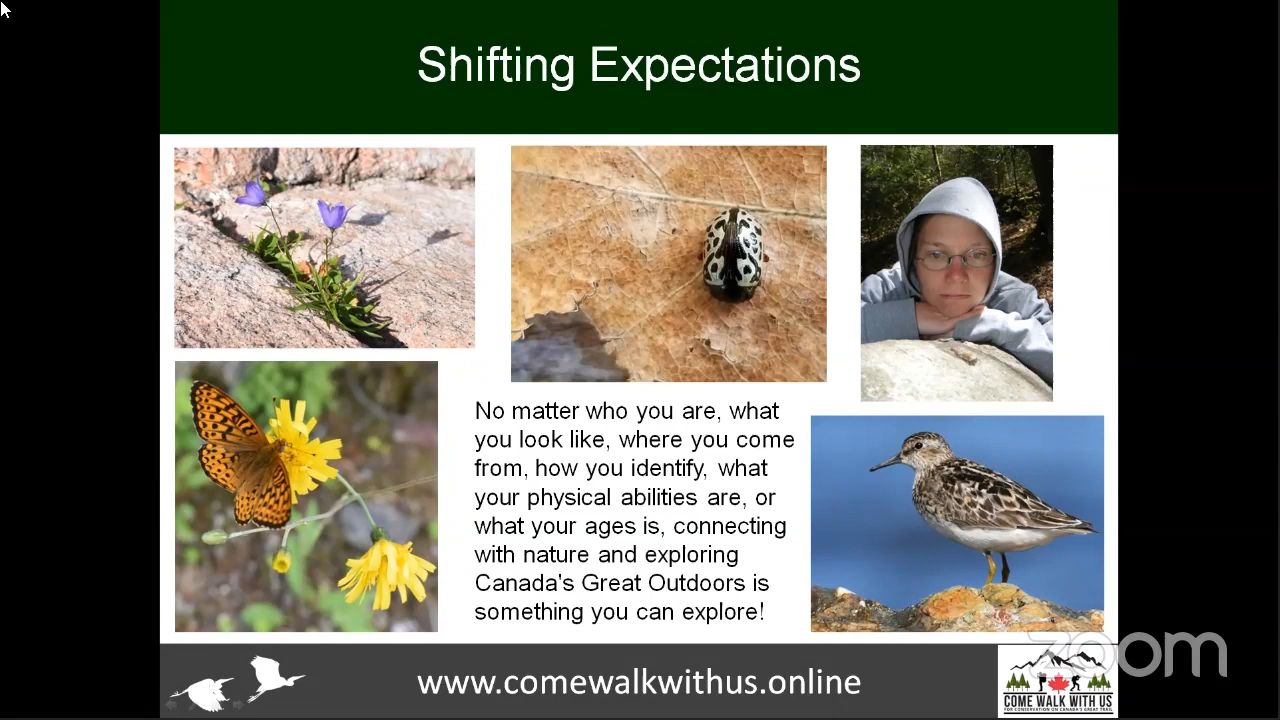 Shifting Expectations
No matter who you are, what
you look like, where you come
from, how you identify, what
your physical abilities are, or
what your ages is, connecting
with nature and exploring
Canada's Great Outdoors is
something you can explore!
www.comewalkwithus.online
zoom
COME WALK WITH US
FOR CONSERVATION ON CANADA'S GREAT TRAIL